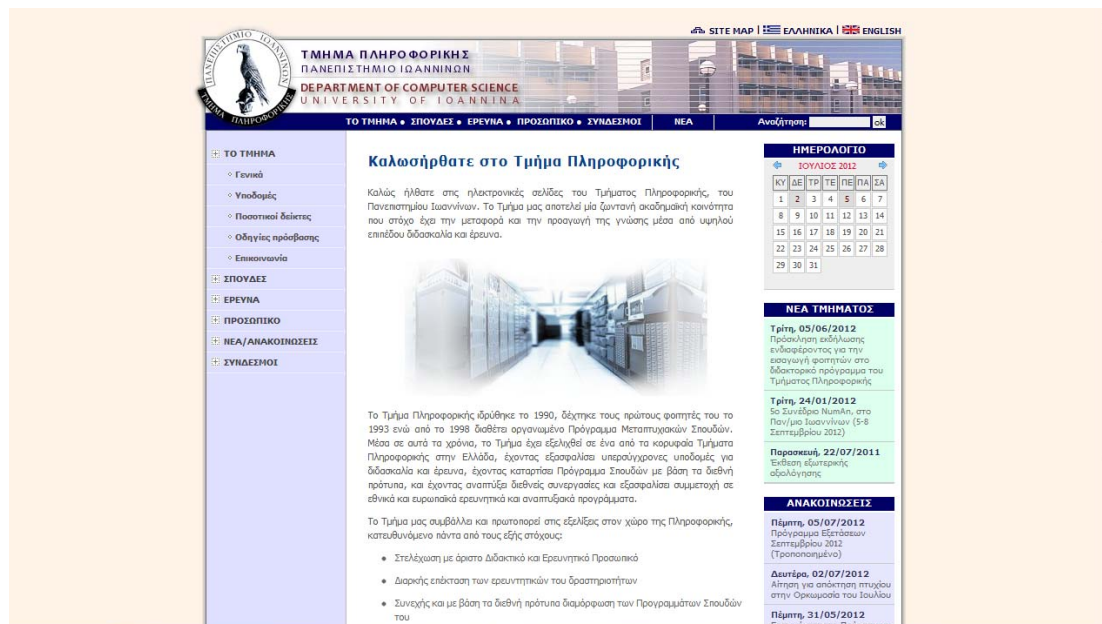 SITE MAP | ΕΛΛΗΝΙΚΑ | ENGLISH
ΠΑΝΕΠΙΣΤΗΜΙΟ ΙΩΑΝΝΙΝΩΝ
ΤΜΗΜΑ ΠΛΗΡΟΦΟΡΙΚΗΣ
ΤΜΗΜΑ ΠΛΗΡΟΦΟΡΙΚΗΣ
ΠΑΝΕΠΙΣΤΗΜΙΟ ΙΩΑΝΝΙΝΩΝ
DEPARTMENT OF COMPUTER SCIENCE
UNIVERSITY OF IOANNINA
ΤΟ ΤΜΗΜΑ • ΣΠΟΥΔΕΣ • ΕΡΕΥΝΑ • ΠΡΟΣΩΠΙΚΟ • ΣΥΝΔΕΣΜΟΙ | ΝΕΑ | Αναζήτηση: ok
ΤΟ ΤΜΗΜΑ
Γενικά
Υποδομές
Ποσοτικοί δείκτες
Οδηγίες πρόσβασης
Επικοινωνία
ΣΠΟΥΔΕΣ
ΕΡΕΥΝΑ
ΠΡΟΣΩΠΙΚΟ
ΝΕΑ/ΑΝΑΚΟΙΝΩΣΕΙΣ
ΣΥΝΔΕΣΜΟΙ
Καλωσήρθατε στο Τμήμα Πληροφορικής
Καλώς ήλθατε στις ηλεκτρονικές σελίδες του Τμήματος Πληροφορικής, του
Πανεπιστημίου Ιωαννίνων. Το Τμήμα μας αποτελεί μία ζωντανή ακαδημαϊκή κοινότητα
που στόχο έχει την μεταφορά και την προαγωγή της γνώσης μέσα από υψηλού
επιπέδου διδασκαλία και έρευνα.
Το Τμήμα Πληροφορικής ιδρύθηκε το 1990, δέχτηκε τους πρώτους φοιτητές του το
1993 ενώ από το 1998 διαθέτει οργανωμένο Πρόγραμμα Μεταπτυχιακών Σπουδών.
Μέσα σε αυτά τα χρόνια, το Τμήμα έχει εξελιχθεί σε ένα από τα κορυφαία Τμήματα
Πληροφορικής στην Ελλάδα, έχοντας εξασφαλίσει υπερσύγχρονες υποδομές για
διδασκαλία και έρευνα, έχοντας καταρτίσει Πρόγραμμα Σπουδών με βάση τα διεθνή
πρότυπα, και έχοντας αναπτύξει διεθνείς συνεργασίες και εξασφαλίσει συμμετοχή σε
εθνικά και ευρωπαϊκά ερευνητικά και αναπτυξιακά προγράμματα.
Το Τμήμα μας συμβάλλει και πρωτοπορεί στις εξελίξεις στον χώρο της Πληροφορικής,
κατευθυνόμενο πάντα από τους εξής στόχους:
• Στελέχωση με άριστο Διδακτικό και Ερευνητικό Προσωπικό
• Διαρκής επέκταση των ερευντητικών του δραστηριοτήτων
• Συνεχής και με βάση τα διεθνή πρότυπα διαμόρφωση των Προγραμμάτων Σπουδών
του
ΗΜΕΡΟΛΟΓΙΟ
ΙΟΥΛΙΟΣ 2012
ΚΥ ΔΕ ΤΡ ΤΕ ΠΕ ΠΑ ΣΑ
1 2 3 4 5 6 7
8 9 10 11 12 13 14
15 16 17 18 19 20 21
22 23 24 25 26 27 28
29 30 31
ΝΕΑ ΤΜΗΜΑΤΟΣ
Τρίτη, 05/06/2012
Πρόσκληση εκδήλωσης
ενδιαφέροντος για την
εισαγωγή φοιτητών στο
διδακτορικό πρόγραμμα του
Τμήματος Πληροφορικής
Τρίτη, 24/01/2012
5ο Συνέδριο NumAn, στο
Παν/μιο Ιωαννίνων (5-8
Σεπτεμβρίου 2012)
Παρασκευή, 22/07/2011
Έκθεση εξωτερικής
αξιολόγησης
ΑΝΑΚΟΙΝΩΣΕΙΣ
Πέμπτη, 05/07/2012
Πρόγραμμα Εξετάσεων
Σεπτεμβρίου 2012
(Τροποποιημένο)
Δευτέρα, 02/07/2012
Αίτηση για απόκτηση πτυχίου
στην Ορκωμοσία του Ιουλίου
Πέμπτη, 31/05/2012